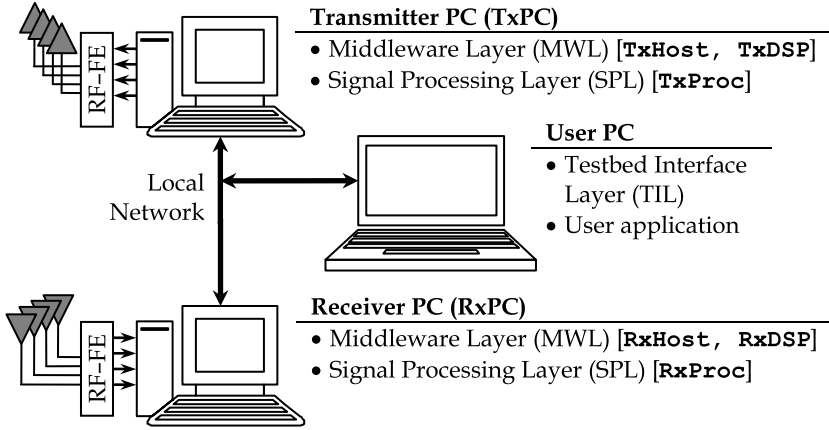 Transmitter PC (TxPC)
• Middleware Layer (MWL) [TxHost, TxDSP]
• Signal Processing Layer (SPL) [TxProc]
RF-FE
User PC
• Testbed Interface
Layer (TIL)
• User application
Local
Network
Receiver PC (RxPC)
• Middleware Layer (MWL) [RxHost, RxDSP]
• Signal Processing Layer (SPL) [RxProc]
RF-FE